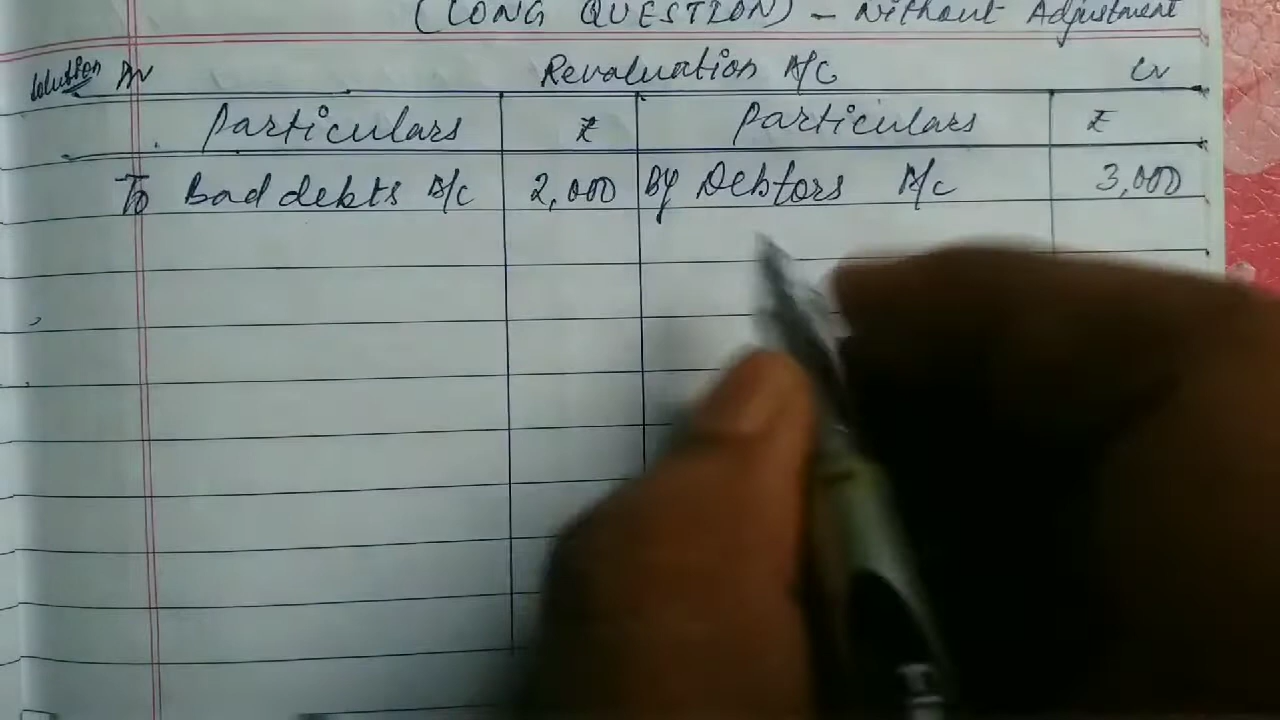 (LONG QUESTION) - Without Adjustment
Solution Dr Revaluation A/C Cr
Particulars ₹ Particulars ₹
To Bad debts A/c 2,000 By Debtors A/c 3,000